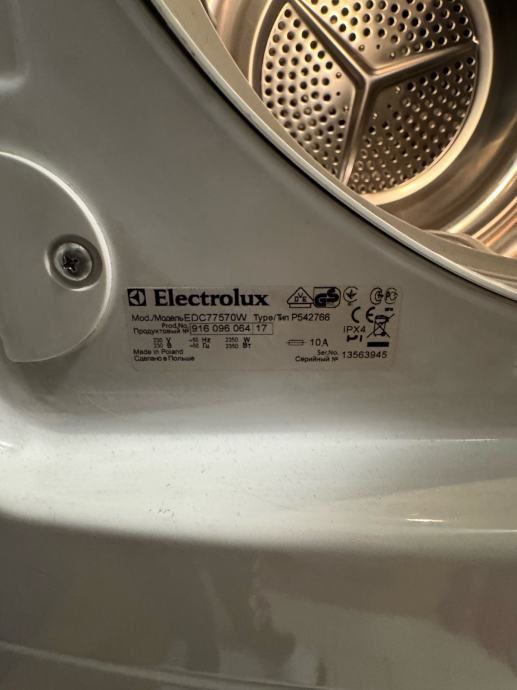 Electrolux
Mod./Модель EDC77570W Type/Тип P542766
Prod.No.
Продуктовый № 916 096 064 17
230 V ~50 Hz 2350 W
230 В ~50 Гц 2350 Вт
10A
IPX4
Made in Poland
Сделано в Польше
Ser.No.
Серийный № 13563945